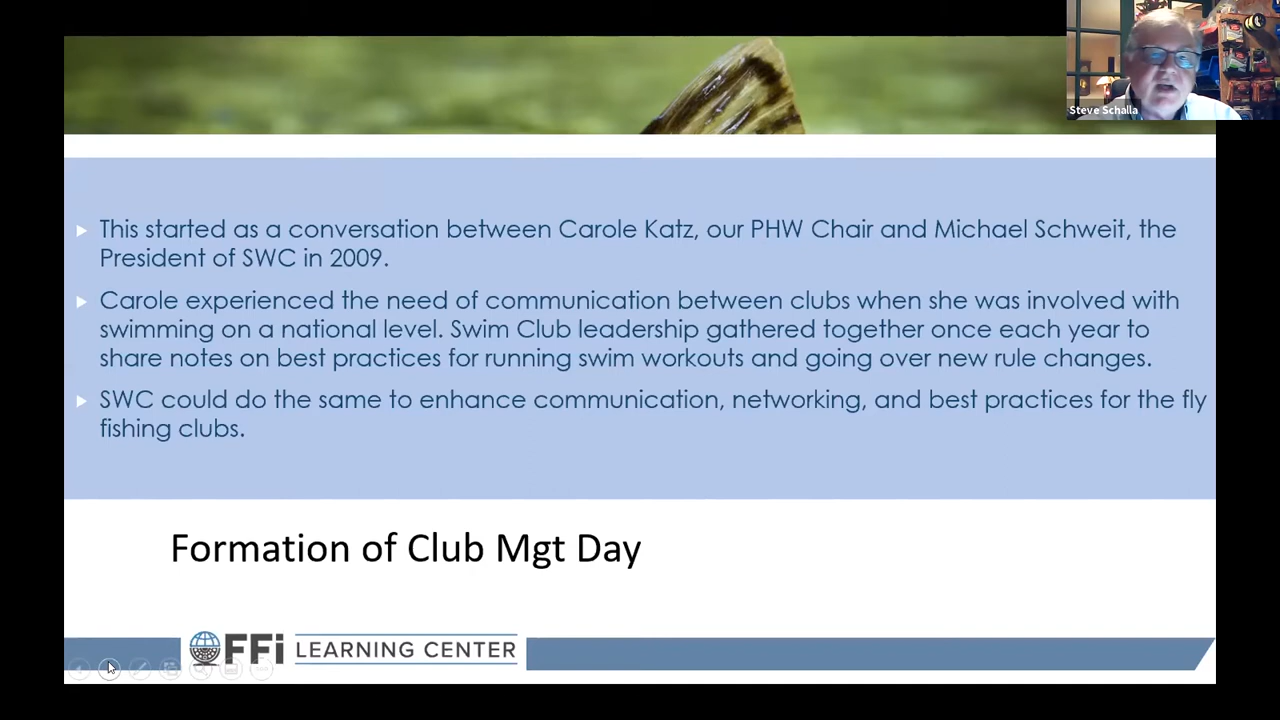 Steve Schalla
This started as a conversation between Carole Katz, our PHW Chair and Michael Schweit, the
President of SWC in 2009.
Carole experienced the need of communication between clubs when she was involved with
swimming on a national level. Swim Club leadership gathered together once each year to
share notes on best practices for running swim workouts and going over new rule changes.
SWC could do the same to enhance communication, networking, and best practices for the fly
fishing clubs.
Formation of Club Mgt Day
FFi LEARNING CENTER